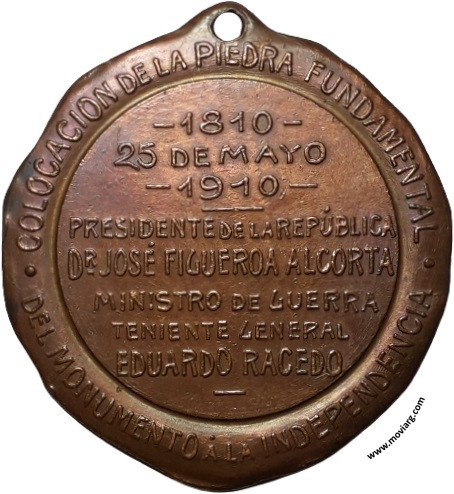 COLOCACION DE LA PIEDRA FUNDAMENTAL
DEL MONUMENTO Á LA INDEPENDENCIA
—1810—
25 DE MAYO
—1910—
PRESIDENTE DE LA REPÚBLICA
DR JOSÉ FIGUEROA ALCORTA
MINISTRO DE GUERRA
TENIENTE GENERAL
EDUARDO RACEDO
www.moviarg.com